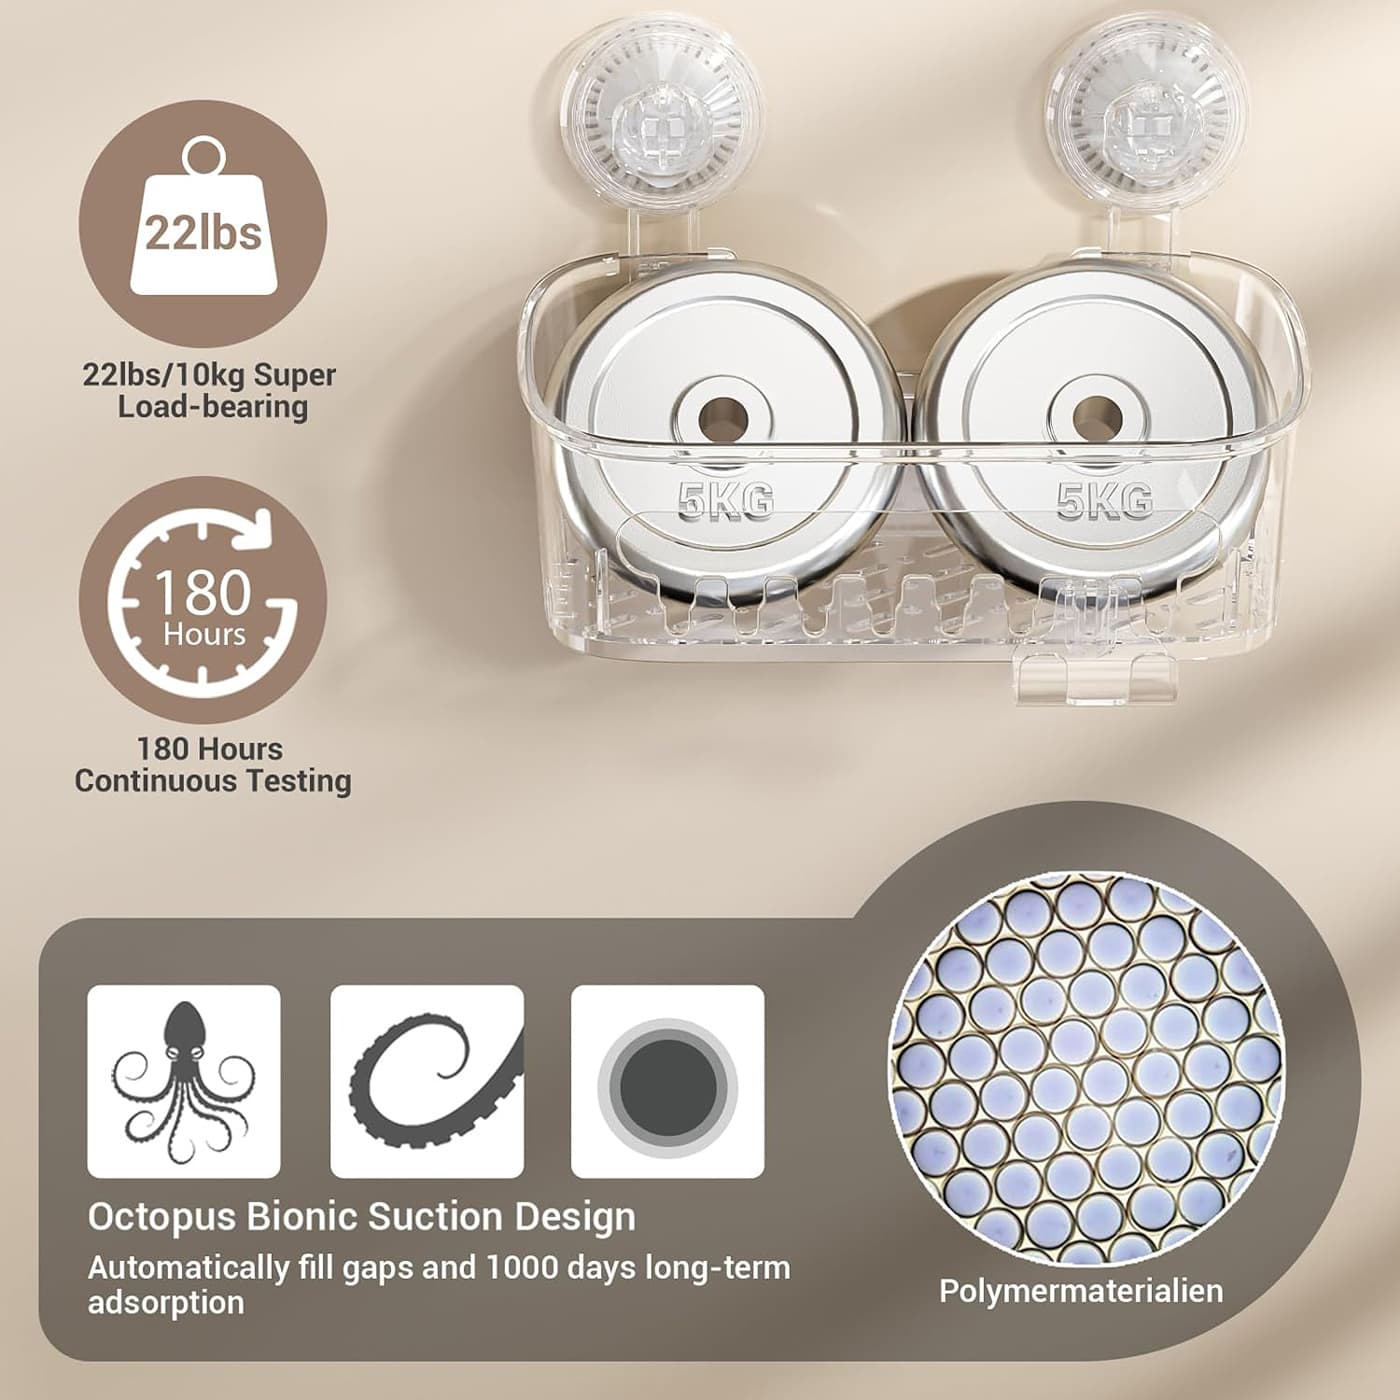 22lbs
22lbs/10kg Super
Load-bearing
5KG
5KG
180
Hours
180 Hours
Continuous Testing
Octopus Bionic Suction Design
Automatically fill gaps and 1000 days long-term
adsorption
Polymermaterialien